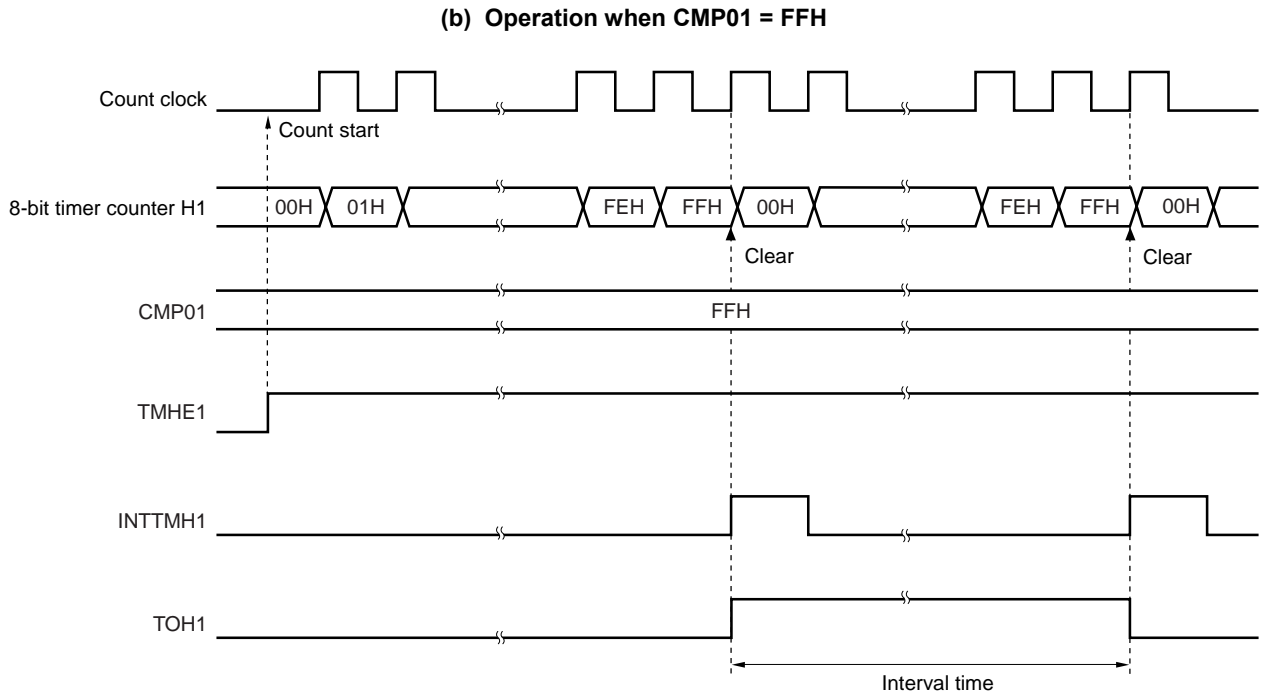 (b) Operation when CMP01 = FFH
Count clock
Count start
8-bit timer counter H1
00H 01H FEH FFH 00H FEH FFH 00H
Clear Clear
CMP01 FFH
TMHE1
INTTMH1
TOH1
Interval time